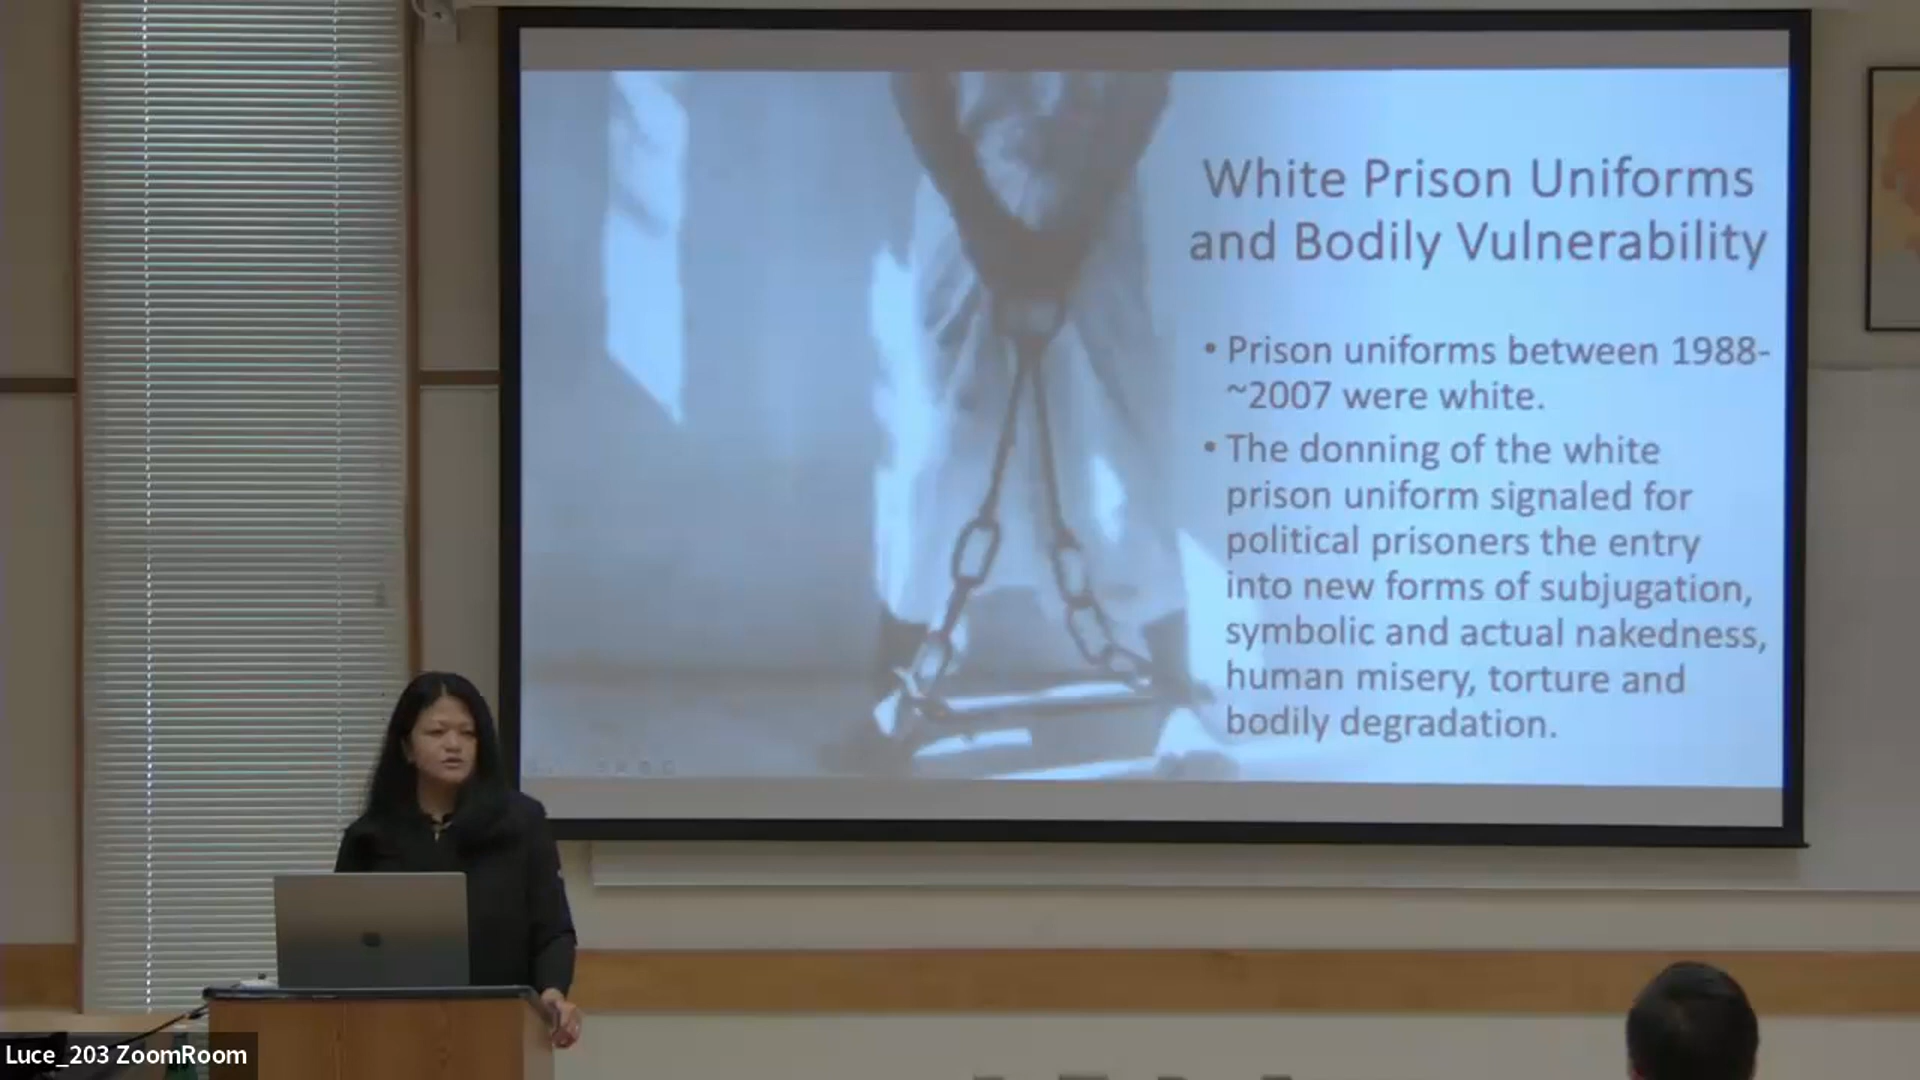 White Prison Uniforms
and Bodily Vulnerability
• Prison uniforms between 1988-
~2007 were white.
• The donning of the white
prison uniform signaled for
political prisoners the entry
into new forms of subjugation,
symbolic and actual nakedness,
human misery, torture and
bodily degradation.
Luce_203 ZoomRoom